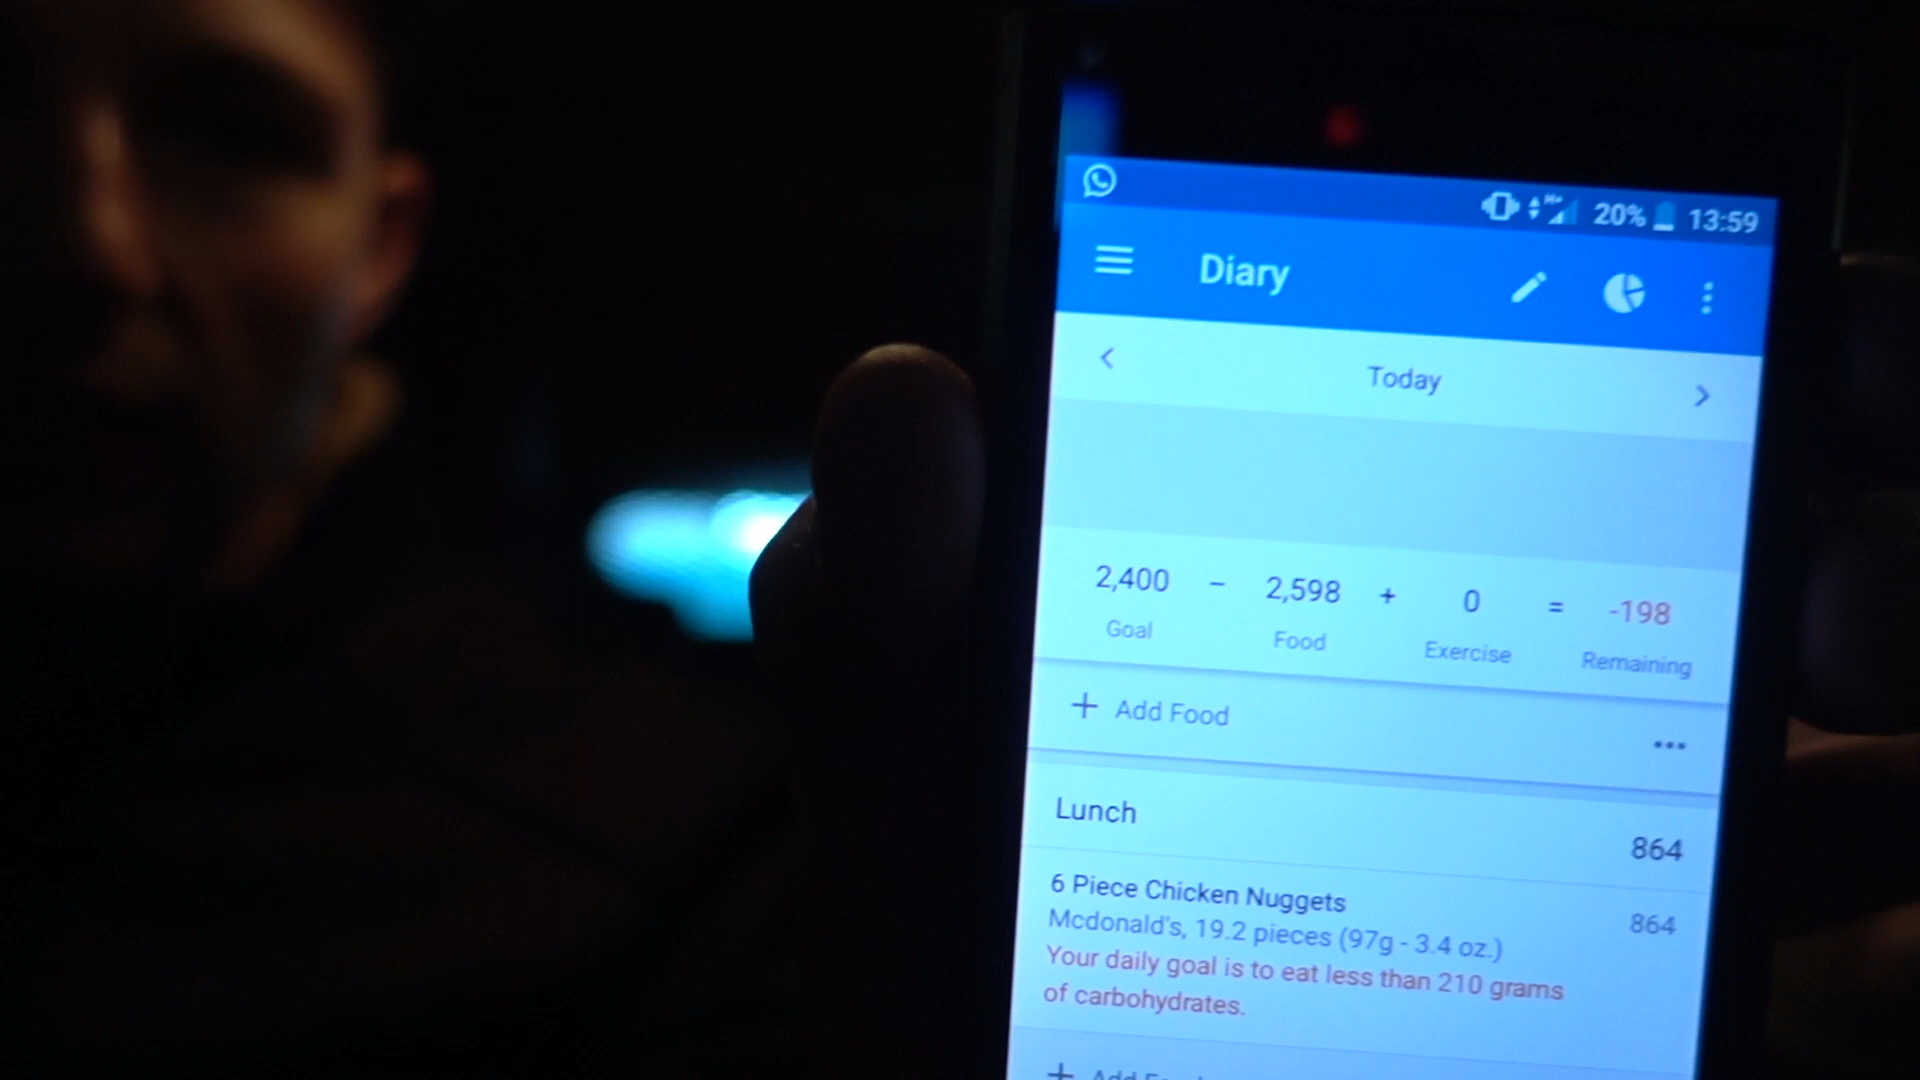 20% 13:59
Diary
Today
2,400 – 2,598 + 0 = -198
Goal Food Exercise Remaining
+ Add Food
Lunch 864
6 Piece Chicken Nuggets 864
Mcdonald's, 19.2 pieces (97g - 3.4 oz.)
Your daily goal is to eat less than 210 grams
of carbohydrates.
+ Add